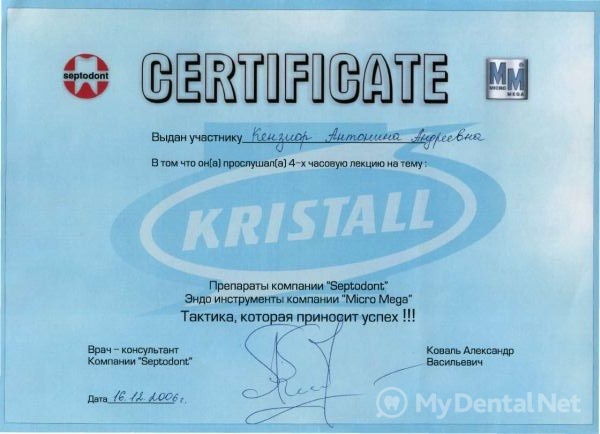 septodont
CERTIFICATE
MM
MICRO
MEGA
Выдан участнику Кензиор Антонина Андреевна
В том что он(а) прослушал(а) 4-х часовую лекцию на тему :
KRISTALL
Препараты компании "Septodont"
Эндо инструменты компании "Micro Mega"
Тактика, которая приносит успех !!!
Врач – консультант
Компании "Septodont"
Коваль Александр
Васильевич
Дата 16.12.2006г.
MyDentalNet